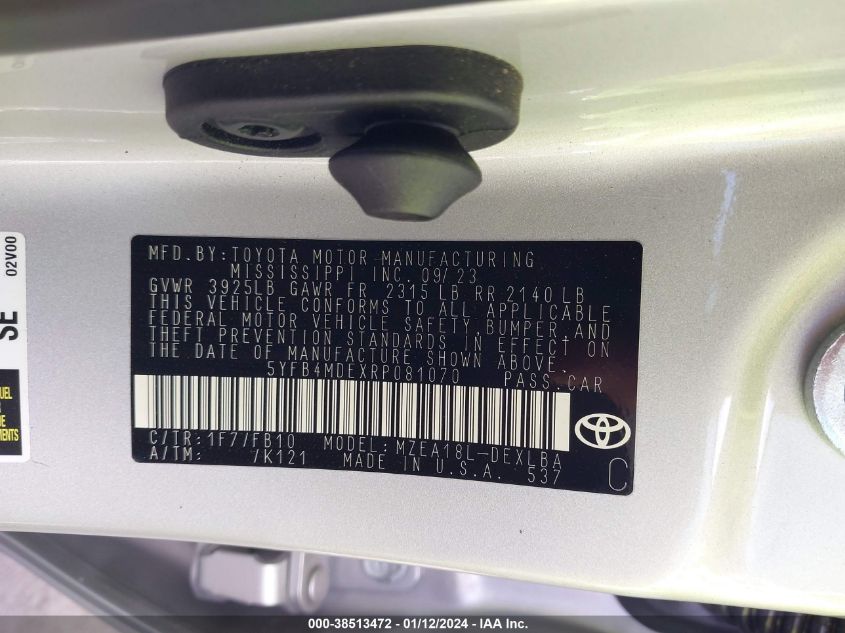 MFD. BY: TOYOTA MOTOR MANUFACTURING
MISSISSIPPI INC. 09/23
GVWR 3925LB GAWR FR 2315 LB RR 2140 LB
THIS VEHICLE CONFORMS TO ALL APPLICABLE
FEDERAL MOTOR VEHICLE SAFETY, BUMPER, AND
THEFT PREVENTION STANDARDS IN EFFECT ON
THE DATE OF MANUFACTURE SHOWN ABOVE.
5YFB4MDEXRP081070 PASS. CAR
C/TR: 1F7/FB10 MODEL: MZEA18L-DEXLBA
A/TM: /K121 MADE IN U.S.A. 537
C
SE 02V00
000-38513472 - 01/12/2024 - IAA Inc.